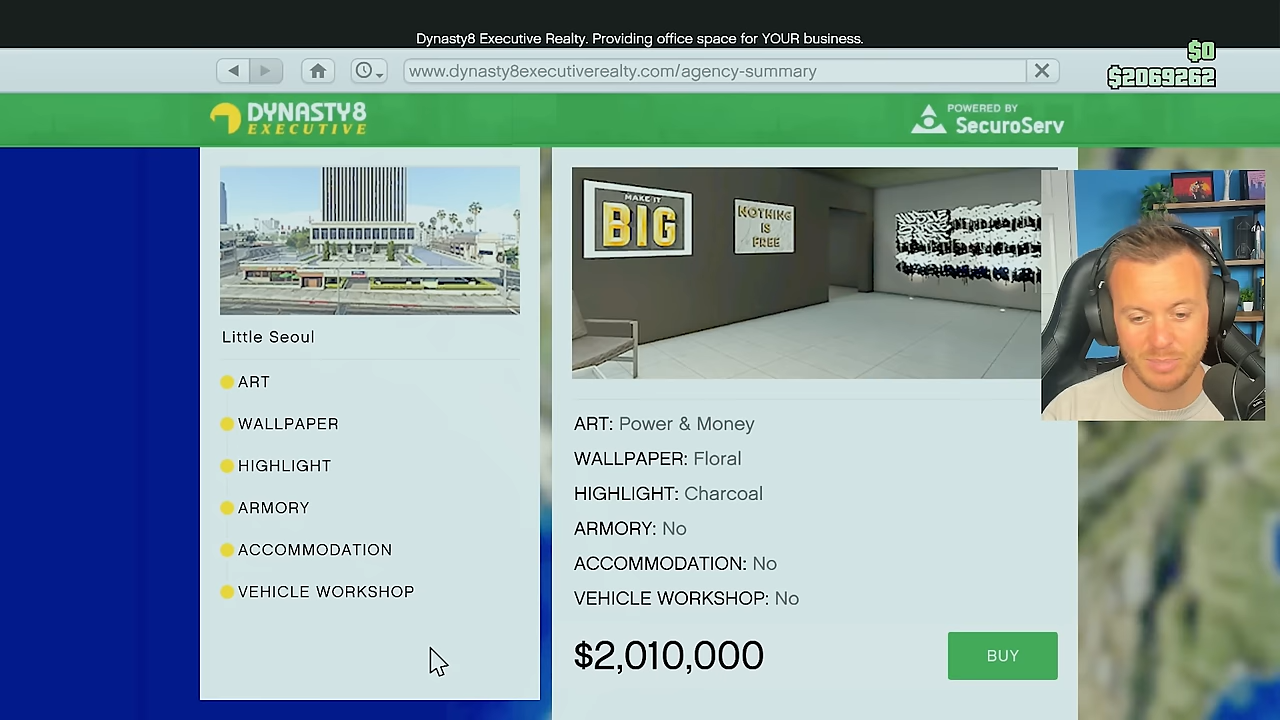 Dynasty8 Executive Realty. Providing office space for YOUR business.
$0
www.dynasty8executiverealty.com/agency-summary
$2069262
DYNASTY8
EXECUTIVE
POWERED BY
SecuroServ
MAKE IT
BIG
NOTHING
IS
FREE
Little Seoul
ART
WALLPAPER
HIGHLIGHT
ARMORY
ACCOMMODATION
VEHICLE WORKSHOP
ART: Power & Money
WALLPAPER: Floral
HIGHLIGHT: Charcoal
ARMORY: No
ACCOMMODATION: No
VEHICLE WORKSHOP: No
$2,010,000
BUY